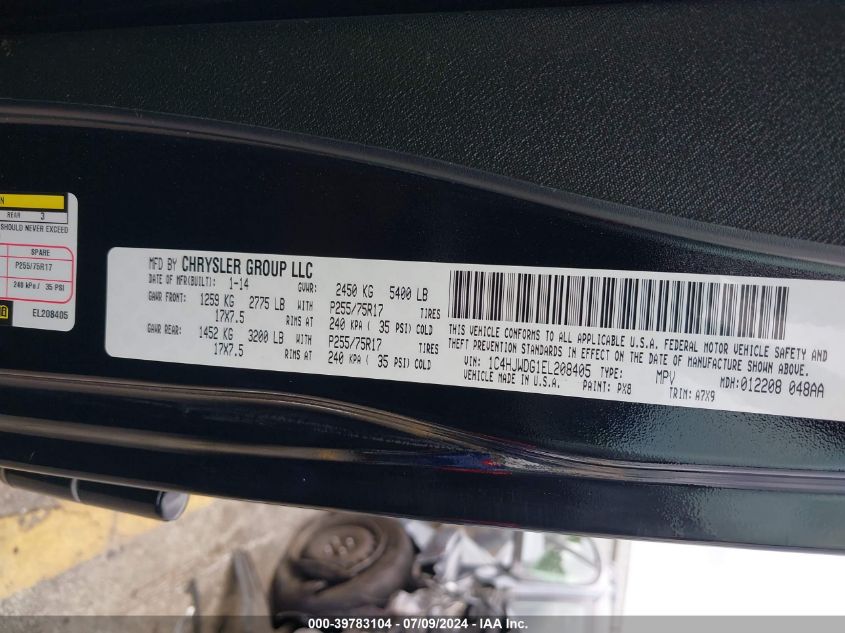 N
REAR 3
SHOULD NEVER EXCEED
SPARE
P255/75R17
240 kPa / 35 PSI
EL208405
MFD BY CHRYSLER GROUP LLC
DATE OF MFR(BUILT): 1-14 GVWR: 2450 KG 5400 LB
GAWR FRONT: 1259 KG 2775 LB WITH P255/75R17 TIRES
17X7.5 RIMS AT 240 KPA ( 35 PSI) COLD
GAWR REAR: 1452 KG 3200 LB WITH P255/75R17 TIRES
17X7.5 RIMS AT 240 KPA ( 35 PSI) COLD
THIS VEHICLE CONFORMS TO ALL APPLICABLE U.S.A. FEDERAL MOTOR VEHICLE SAFETY AND
THEFT PREVENTION STANDARDS IN EFFECT ON THE DATE OF MANUFACTURE SHOWN ABOVE.
VIN: 1C4HJWDG1EL208405 TYPE: MPV MDH:012208 048AA
VEHICLE MADE IN U.S.A. PAINT: PX8 TRIM: A7X9
000-39783104 - 07/09/2024 - IAA Inc.